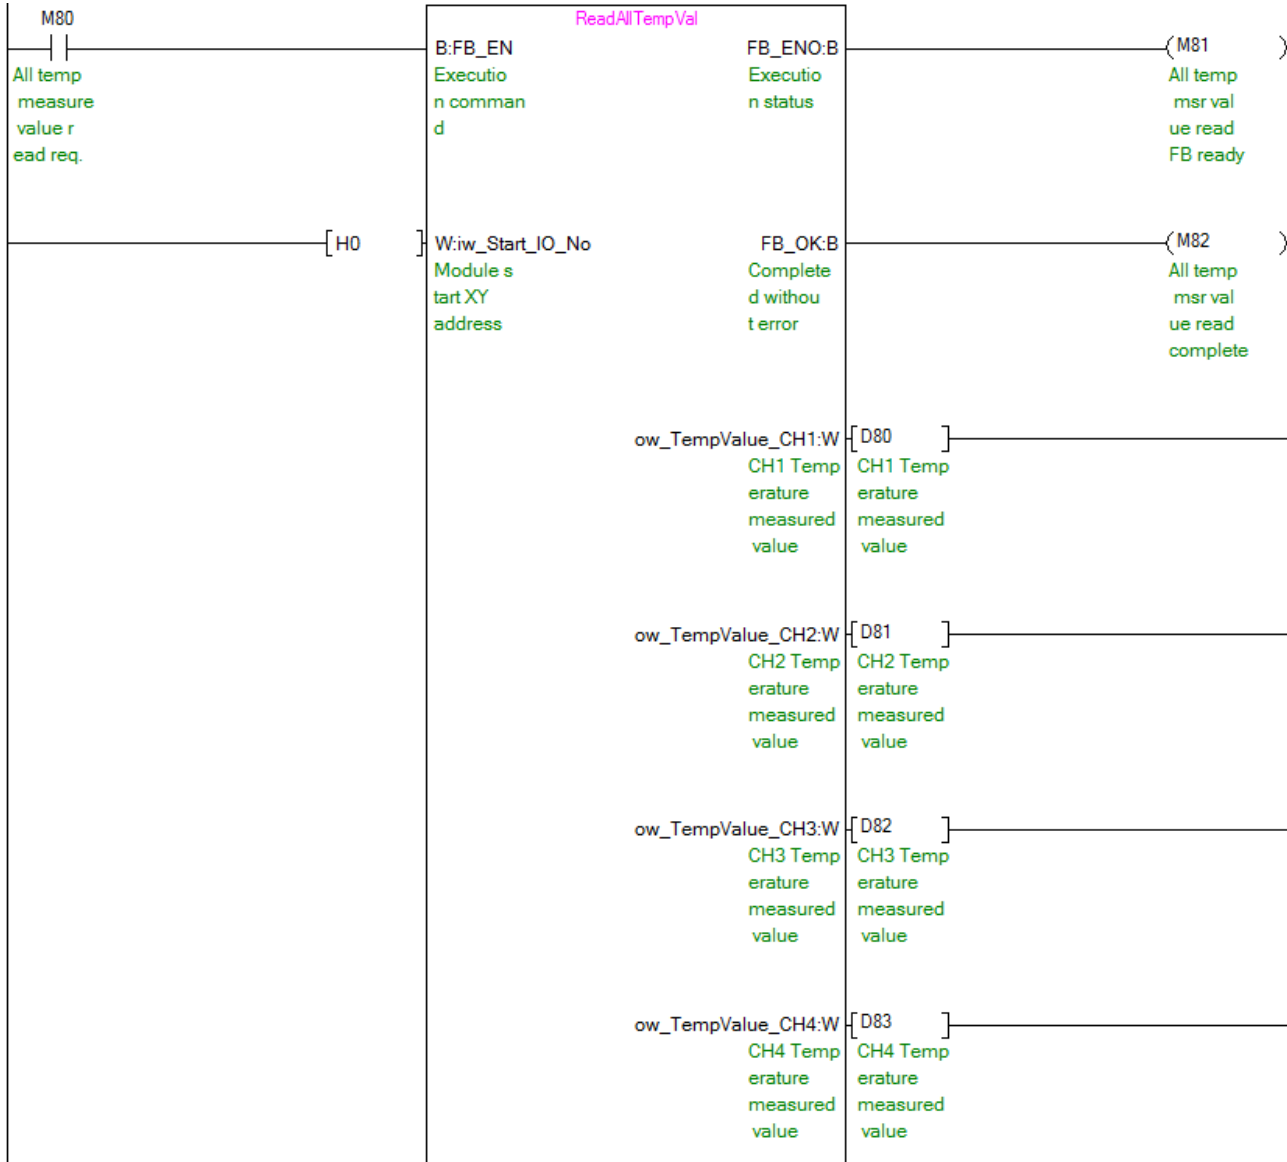 M80
ReadAllTempVal
B:FB_EN
FB_ENO:B
M81
All temp
measure
value r
ead req.
Executio
n comman
d
Executio
n status
All temp
msr val
ue read
FB ready
H0
W:iw_Start_IO_No
FB_OK:B
M82
Module s
tart XY
address
Complete
d withou
t error
All temp
msr val
ue read
complete
ow_TempValue_CH1:W
D80
CH1 Temp
erature
measured
value
CH1 Temp
erature
measured
value
ow_TempValue_CH2:W
D81
CH2 Temp
erature
measured
value
CH2 Temp
erature
measured
value
ow_TempValue_CH3:W
D82
CH3 Temp
erature
measured
value
CH3 Temp
erature
measured
value
ow_TempValue_CH4:W
D83
CH4 Temp
erature
measured
value
CH4 Temp
erature
measured
value